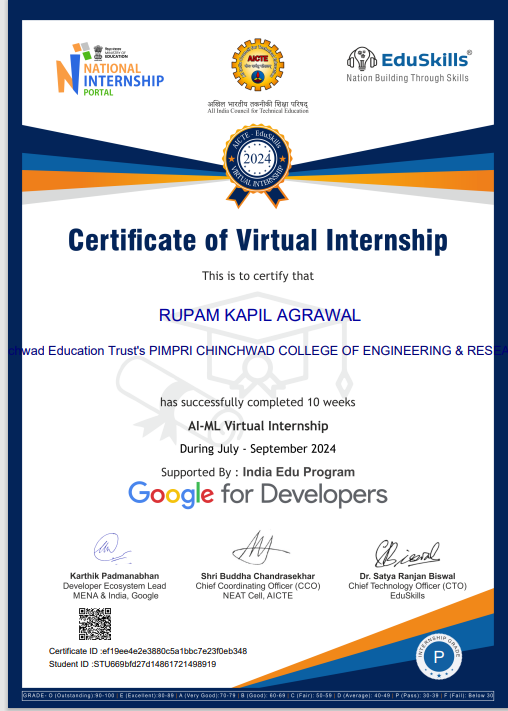 शिक्षा मंत्रालय
MINISTRY OF
EDUCATION
NATIONAL
INTERNSHIP
PORTAL
AICTE
अखिल भारतीय तकनीकी शिक्षा परिषद्
All India Council for Technical Education
EduSkills®
Nation Building Through Skills
AICTE - EduSkills
2024
VIRTUAL INTERNSHIP
Certificate of Virtual Internship
This is to certify that
RUPAM KAPIL AGRAWAL
chwad Education Trust's PIMPRI CHINCHWAD COLLEGE OF ENGINEERING & RESEA
has successfully completed 10 weeks
AI-ML Virtual Internship
During July - September 2024
Supported By : India Edu Program
Google for Developers
Karthik Padmanabhan
Developer Ecosystem Lead
MENA & India, Google
Shri Buddha Chandrasekhar
Chief Coordinating Officer (CCO)
NEAT Cell, AICTE
Dr. Satya Ranjan Biswal
Chief Technology Officer (CTO)
EduSkills
Certificate ID :ef19ee4e2e3880c5a1bbc7e23f0eb348
Student ID :STU669bfd27d14861721498919
INTERNSHIP GRADE
P
GRADE- O (Outstanding):90-100 | E (Excellent):80-89 | A (Very Good):70-79 | B (Good): 60-69 | C (Fair): 50-59 | D (Average): 40-49 | P (Pass): 30-39 | F (Fail): Below 30